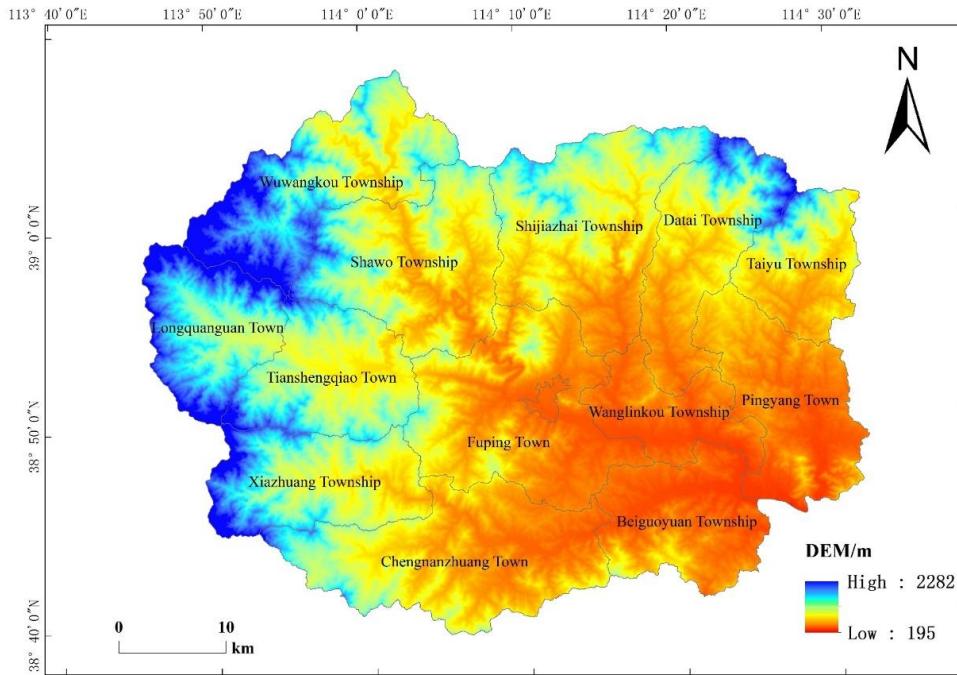 113° 40′ 0″E
113° 50′ 0″E
114° 0′ 0″E
114° 10′ 0″E
114° 20′ 0″E
114° 30′ 0″E
N
Wuwangkou Township
Shijiazhai Township
Datai Township
39° 0′ 0″N
Shawo Township
Taiyu Township
Longquanguan Town
Tianshengqiao Town
Pingyang Town
Wanglinkou Township
38° 50′ 0″N
Fuping Town
Xiazhuang Township
Beiguoyuan Township
Chengnanzhuang Town
DEM/m
High : 2282
Low : 195
38° 40′ 0″N
0 10
km